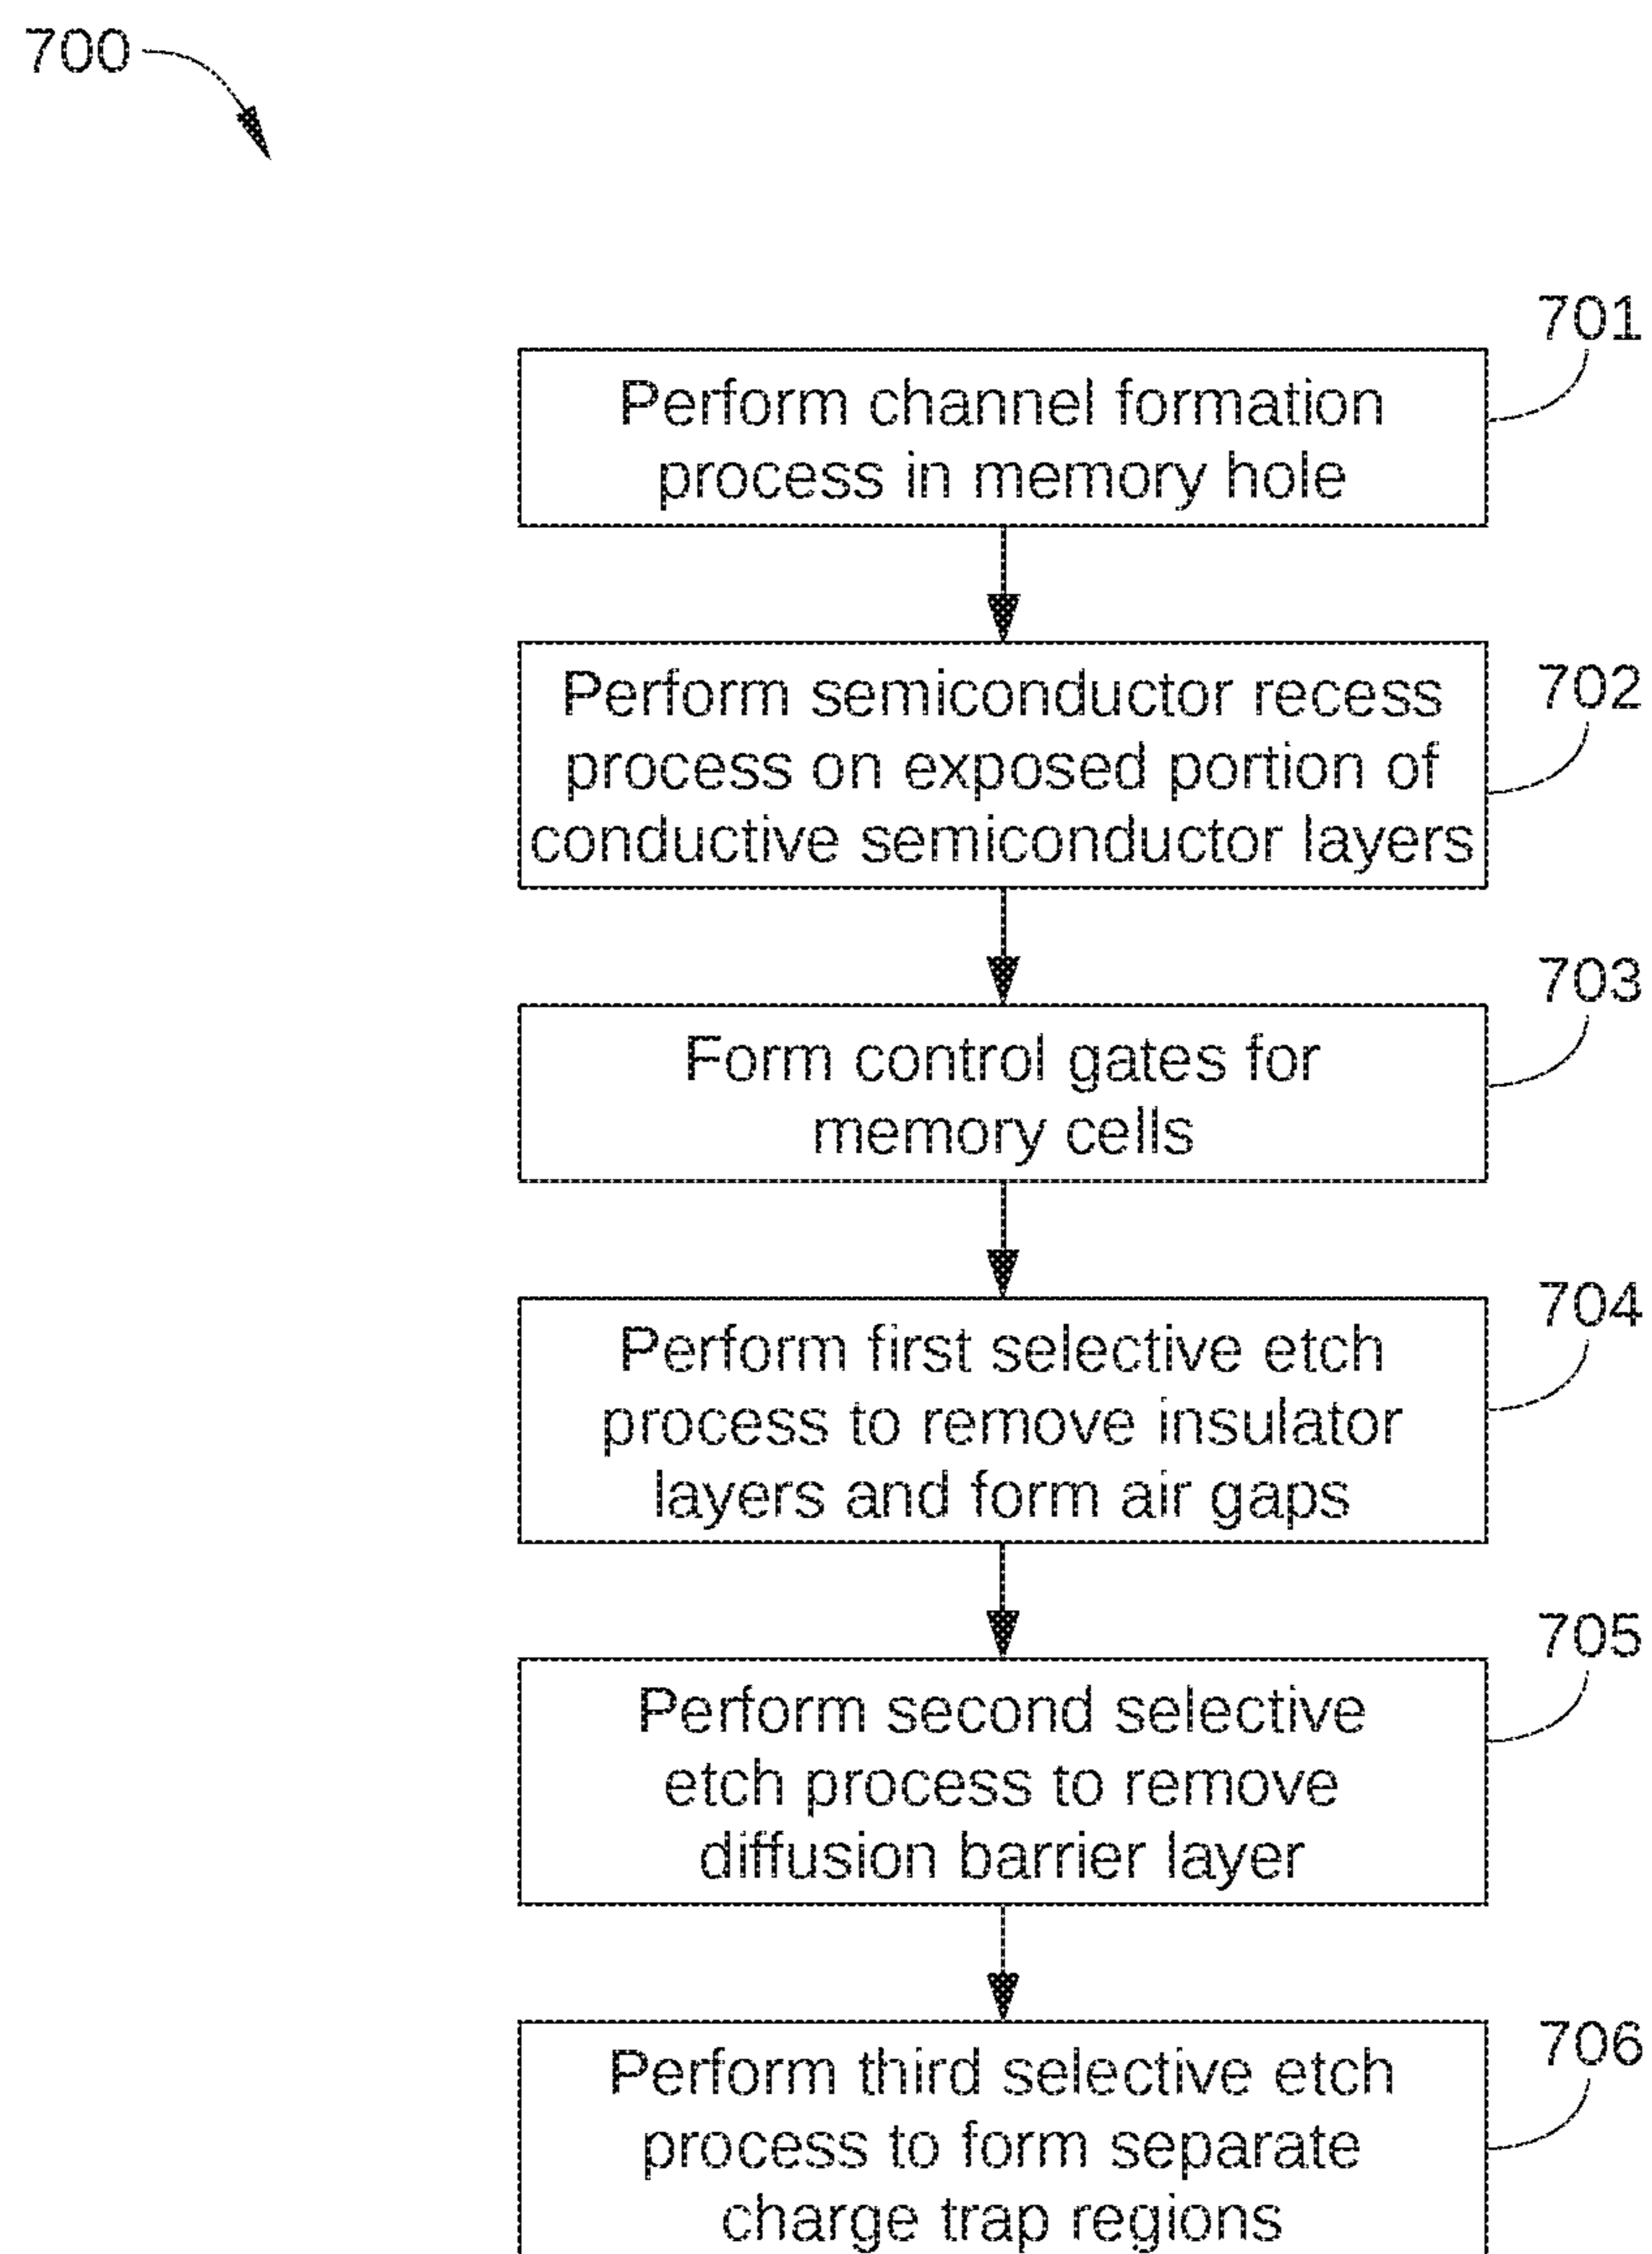 700
701
Perform channel formation
process in memory hole
702
Perform semiconductor recess
process on exposed portion of
conductive semiconductor layers
703
Form control gates for
memory cells
704
Perform first selective etch
process to remove insulator
layers and form air gaps
705
Perform second selective
etch process to remove
diffusion barrier layer
706
Perform third selective etch
process to form separate
charge trap regions